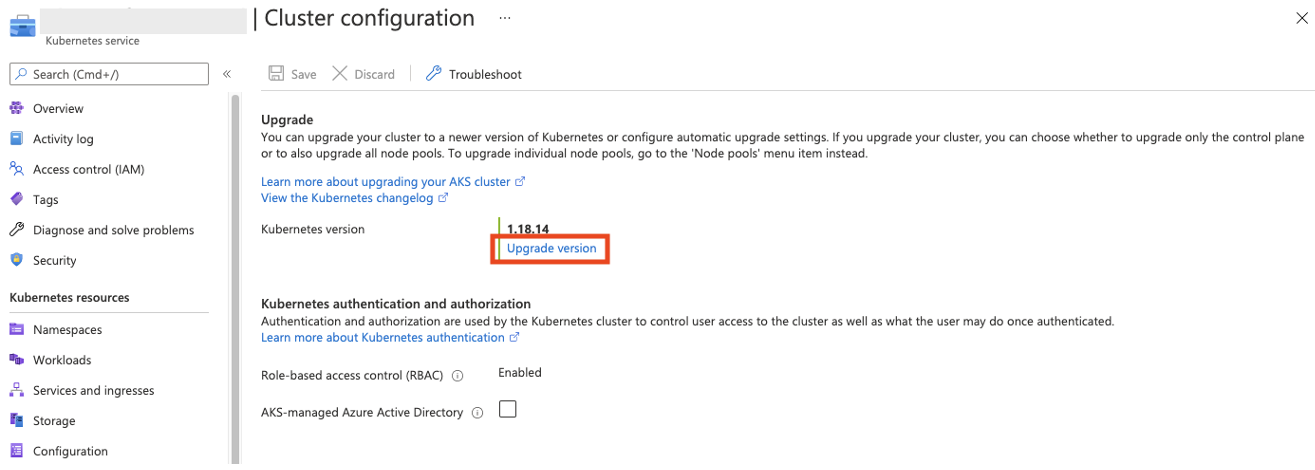 | Cluster configuration ...
Kubernetes service
Search (Cmd+/)
«
Save
Discard
Troubleshoot
Overview
Activity log
Access control (IAM)
Tags
Diagnose and solve problems
Security
Kubernetes resources
Namespaces
Workloads
Services and ingresses
Storage
Configuration
Upgrade
You can upgrade your cluster to a newer version of Kubernetes or configure automatic upgrade settings. If you upgrade your cluster, you can choose whether to upgrade only the control plane
or to also upgrade all node pools. To upgrade individual node pools, go to the 'Node pools' menu item instead.
Learn more about upgrading your AKS cluster
View the Kubernetes changelog
Kubernetes version
1.18.14
Upgrade version
Kubernetes authentication and authorization
Authentication and authorization are used by the Kubernetes cluster to control user access to the cluster as well as what the user may do once authenticated.
Learn more about Kubernetes authentication
Role-based access control (RBAC)
Enabled
AKS-managed Azure Active Directory